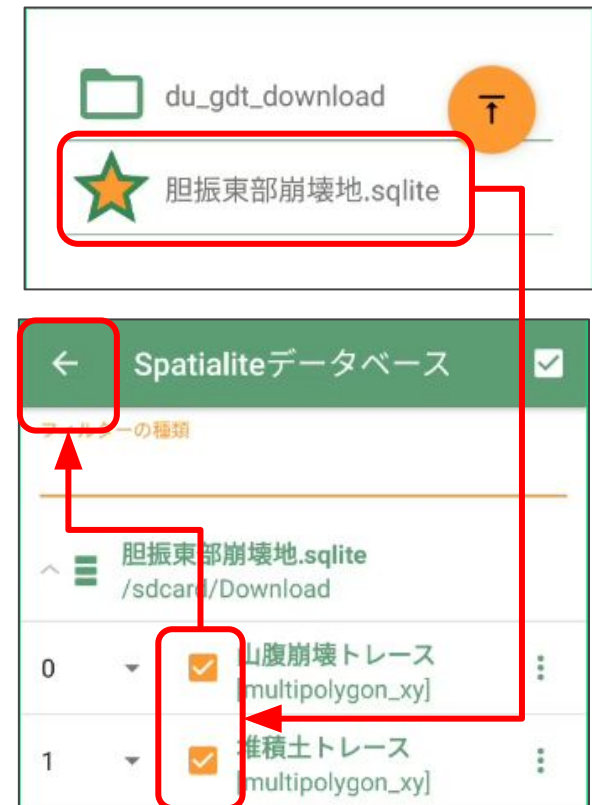 du_gdt_download
胆振東部崩壊地.sqlite
Spatialiteデータベース
フィルターの種類
胆振東部崩壊地.sqlite
/sdcard/Download
0
山腹崩壊トレース
[multipolygon_xy]
1
堆積土トレース
[multipolygon_xy]